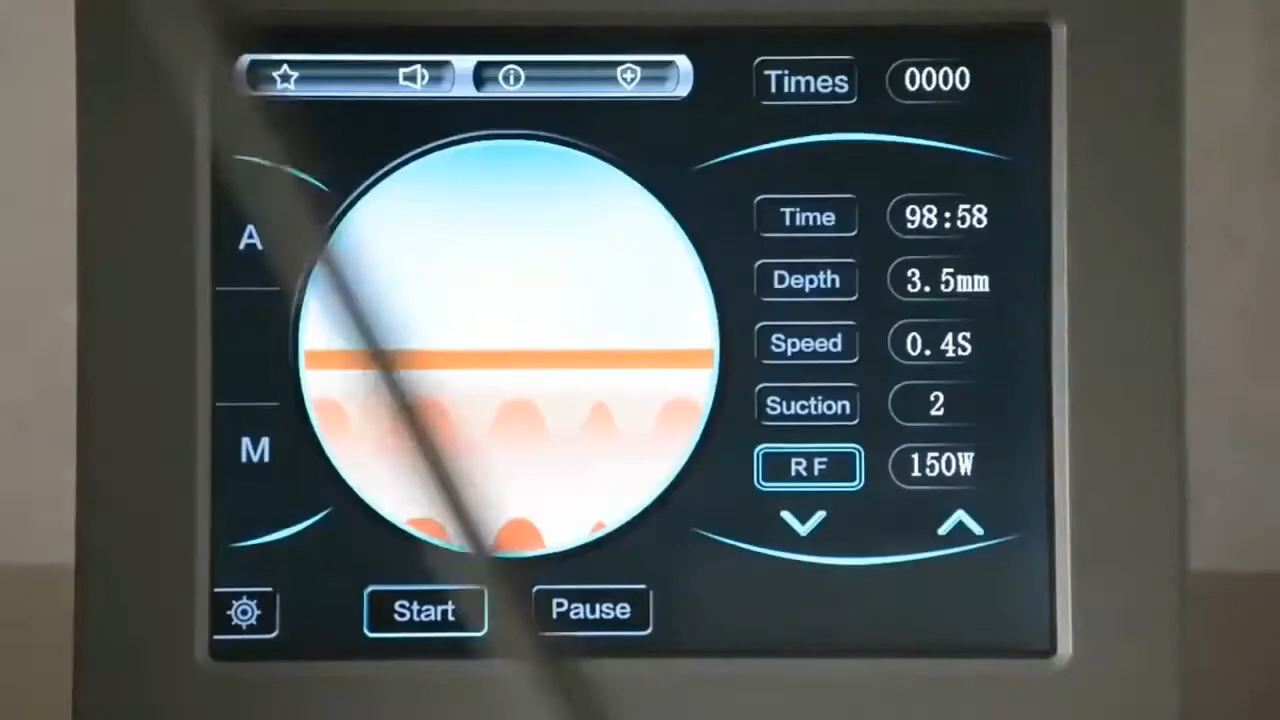 Times 0000
A
Time 98:58
Depth 3.5mm
Speed 0.4S
Suction 2
M
RF 150W
Start Pause